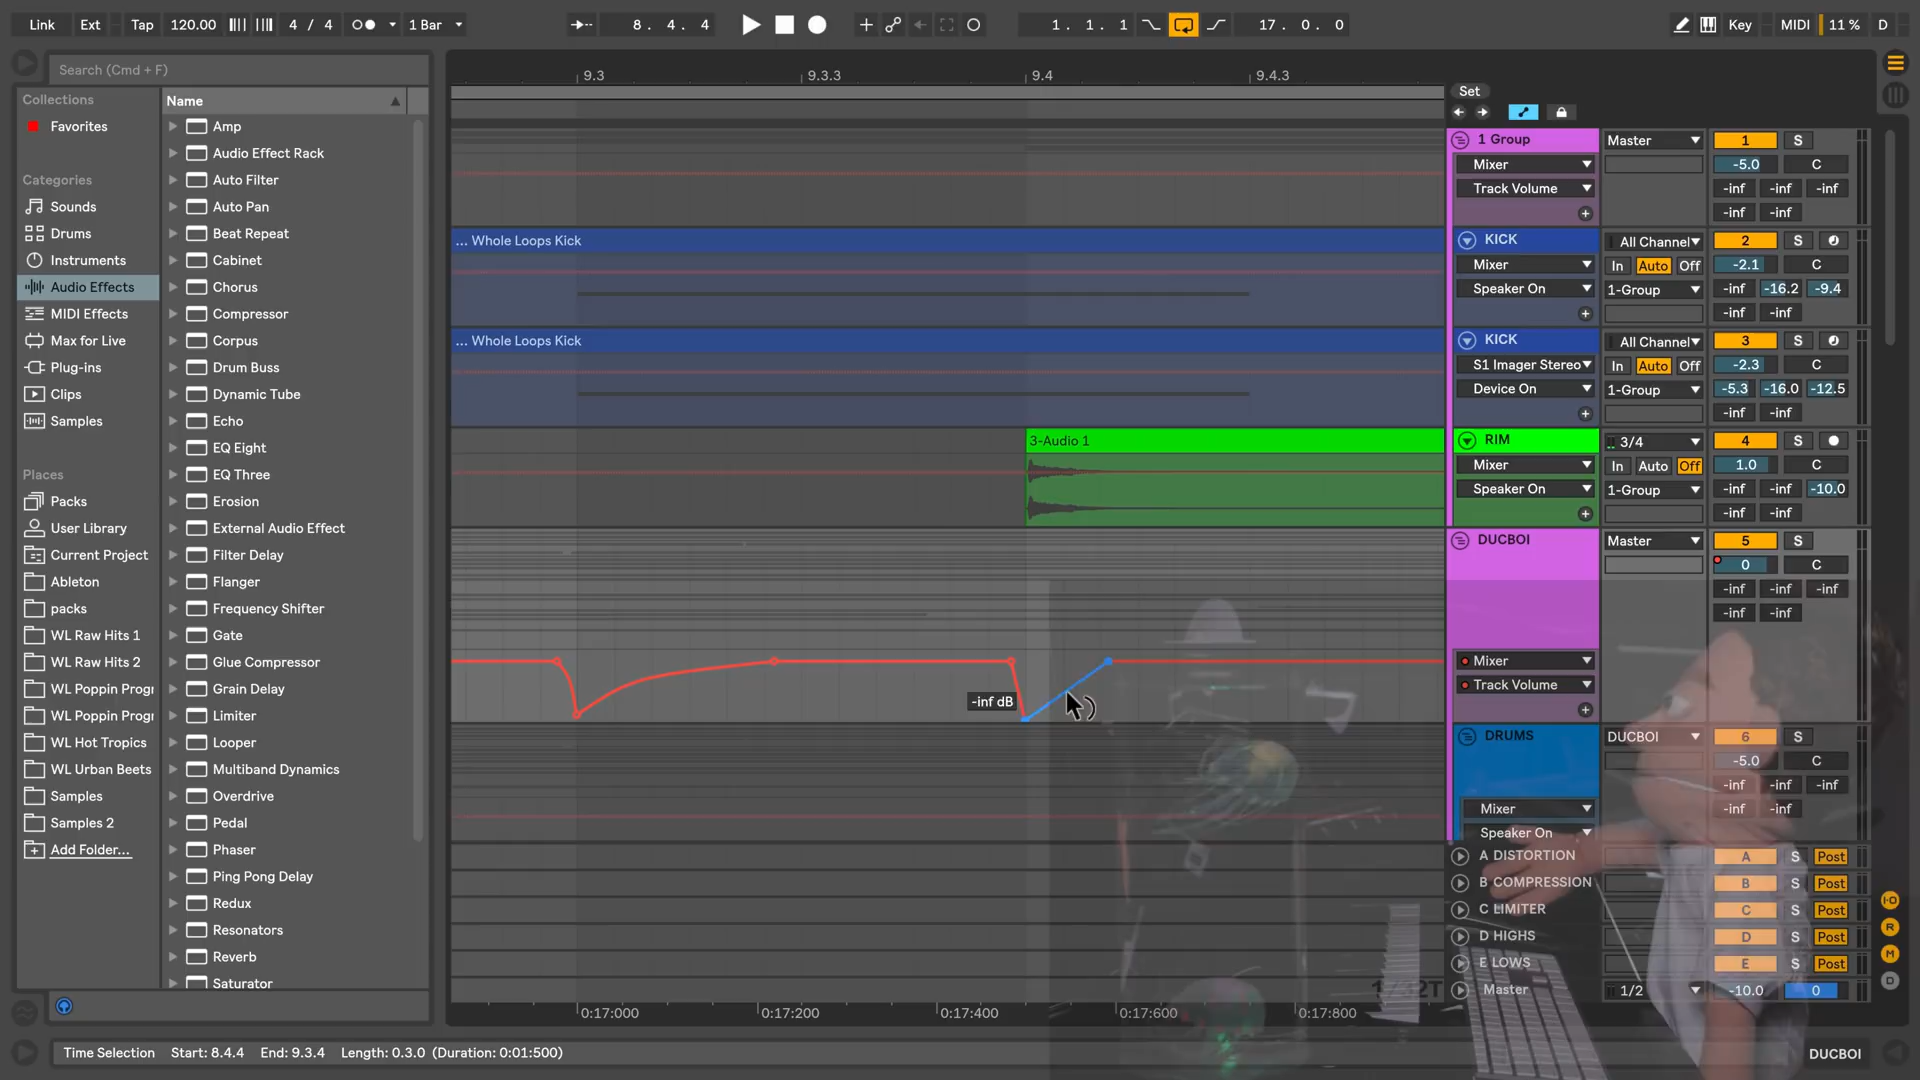 Link Ext Tap 120.00 4 / 4 1 Bar 8. 4. 4 1. 1. 1 17. 0. 0 Key MIDI 11 % D
Search (Cmd + F)
Collections
Favorites
Categories
Sounds
Drums
Instruments
Audio Effects
MIDI Effects
Max for Live
Plug-ins
Clips
Samples
Places
Packs
User Library
Current Project
Ableton
packs
WL Raw Hits 1
WL Raw Hits 2
WL Poppin Progr
WL Poppin Progr
WL Hot Tropics
WL Urban Beets
Samples
Samples 2
Add Folder...
Name
Amp
Audio Effect Rack
Auto Filter
Auto Pan
Beat Repeat
Cabinet
Chorus
Compressor
Corpus
Drum Buss
Dynamic Tube
Echo
EQ Eight
EQ Three
Erosion
External Audio Effect
Filter Delay
Flanger
Frequency Shifter
Gate
Glue Compressor
Grain Delay
Limiter
Looper
Multiband Dynamics
Overdrive
Pedal
Phaser
Ping Pong Delay
Redux
Resonators
Reverb
Saturator
9.3 9.3.3 9.4 9.4.3
... Whole Loops Kick
... Whole Loops Kick
3-Audio 1
-inf dB
0:17:000 0:17:200 0:17:400 0:17:600 0:17:800
Set
1 Group Master 1 S
Mixer -5.0 C
Track Volume -inf -inf -inf
-inf -inf
KICK All Channel 2 S
Mixer In Auto Off -2.1 C
Speaker On 1-Group -inf -16.2 -9.4
-inf -inf
KICK All Channel 3 S
S1 Imager Stereo In Auto Off -2.3 C
Device On 1-Group -5.3 -16.0 -12.5
-inf -inf
RIM 3/4 4 S
Mixer In Auto Off 1.0 C
Speaker On 1-Group -inf -inf -10.0
-inf -inf
DUCBOI Master 5 S
0 C
-inf -inf -inf
-inf -inf
Mixer
Track Volume
DRUMS DUCBOI 6 S
-5.0 C
-inf -inf -inf
Mixer -inf -inf
Speaker On
A DISTORTION A S Post
B COMPRESSION B S Post
C LIMITER C S Post
D HIGHS D S Post
E LOWS E S Post
Master 1/2 -10.0 0
I·O
R
M
D
Time Selection Start: 8.4.4 End: 9.3.4 Length: 0.3.0 (Duration: 0:01:500)
DUCBOI